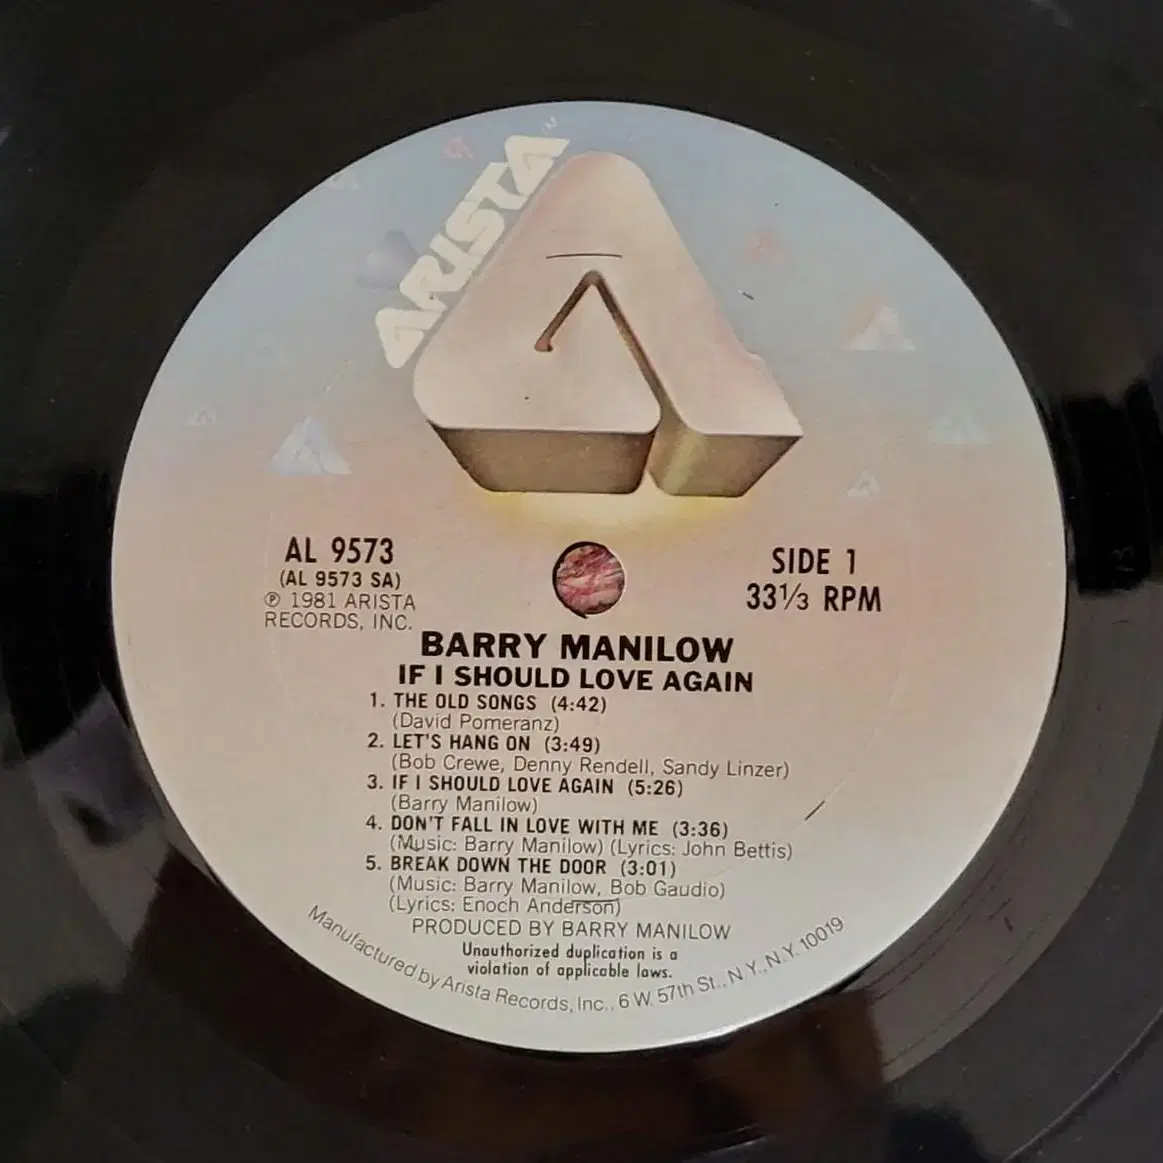 ARISTA
AL 9573
(AL 9573 SA)
℗ 1981 ARISTA
RECORDS, INC.
SIDE 1
33⅓ RPM
BARRY MANILOW
IF I SHOULD LOVE AGAIN
1. THE OLD SONGS (4:42)
(David Pomeranz)
2. LET'S HANG ON (3:49)
(Bob Crewe, Denny Rendell, Sandy Linzer)
3. IF I SHOULD LOVE AGAIN (5:26)
(Barry Manilow)
4. DON'T FALL IN LOVE WITH ME (3:36)
(Music: Barry Manilow) (Lyrics: John Bettis)
5. BREAK DOWN THE DOOR (3:01)
(Music: Barry Manilow, Bob Gaudio)
(Lyrics: Enoch Anderson)
PRODUCED BY BARRY MANILOW
Unauthorized duplication is a
violation of applicable laws.
Manufactured by Arista Records, Inc., 6 W. 57th St., N.Y., N.Y. 10019